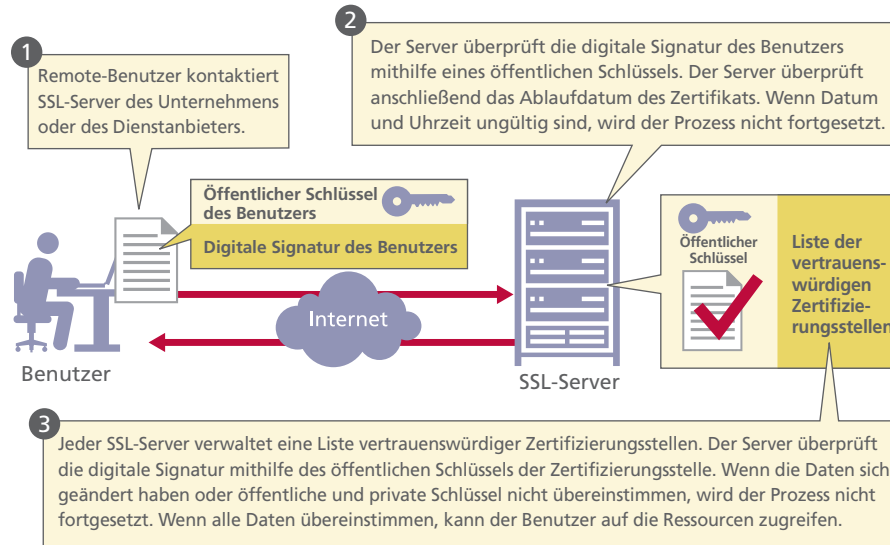 1
Remote-Benutzer kontaktiert
SSL-Server des Unternehmens
oder des Dienstanbieters.
2
Der Server überprüft die digitale Signatur des Benutzers
mithilfe eines öffentlichen Schlüssels. Der Server überprüft
anschließend das Ablaufdatum des Zertifikats. Wenn Datum
und Uhrzeit ungültig sind, wird der Prozess nicht fortgesetzt.
Öffentlicher Schlüssel
des Benutzers
Digitale Signatur des Benutzers
Öffentlicher
Schlüssel
Liste der
vertrauens-
würdigen
Zertifizie-
rungsstellen
Internet
Benutzer
SSL-Server
3
Jeder SSL-Server verwaltet eine Liste vertrauenswürdiger Zertifizierungsstellen. Der Server überprüft
die digitale Signatur mithilfe des öffentlichen Schlüssels der Zertifizierungsstelle. Wenn die Daten sich
geändert haben oder öffentliche und private Schlüssel nicht übereinstimmen, wird der Prozess nicht
fortgesetzt. Wenn alle Daten übereinstimmen, kann der Benutzer auf die Ressourcen zugreifen.